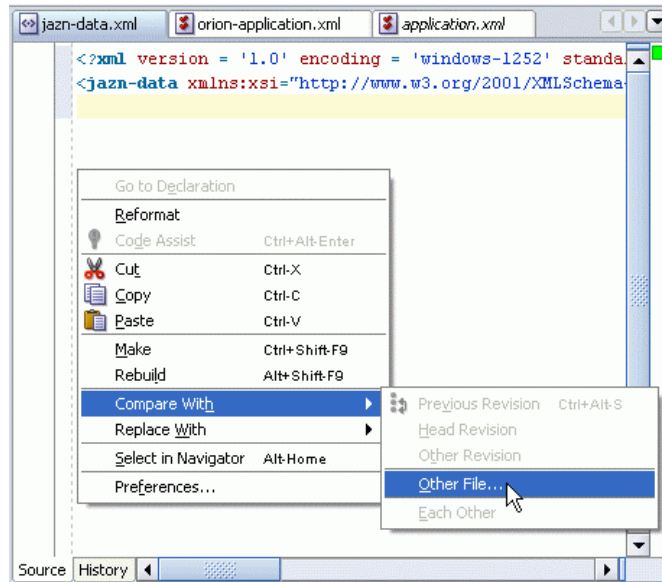 jazn-data.xml orion-application.xml application.xml
<?xml version = '1.0' encoding = 'windows-1252' standa
<jazn-data xmlns:xsi="http://www.w3.org/2001/XMLSchema-
Go to Declaration
Reformat
Code Assist Ctrl+Alt-Enter
Cut Ctrl-X
Copy Ctrl-C
Paste Ctrl-V
Make Ctrl+Shift-F9
Rebuild Alt+Shift-F9
Compare With
Previous Revision Ctrl+Alt-S
Replace With
Head Revision
Other Revision
Select in Navigator Alt-Home
Other File...
Preferences...
Each Other
Source History